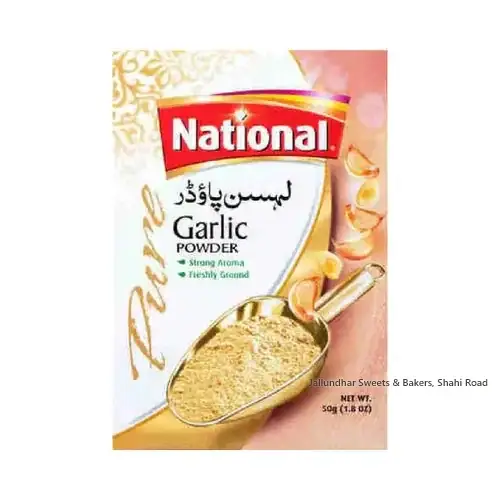 National
لہسن پاؤڈر
Pure
Garlic
POWDER
Strong Aroma
Freshly Ground
Jallundhar Sweets & Bakers, Shahi Road
NET WT.
50g (1.8 OZ)